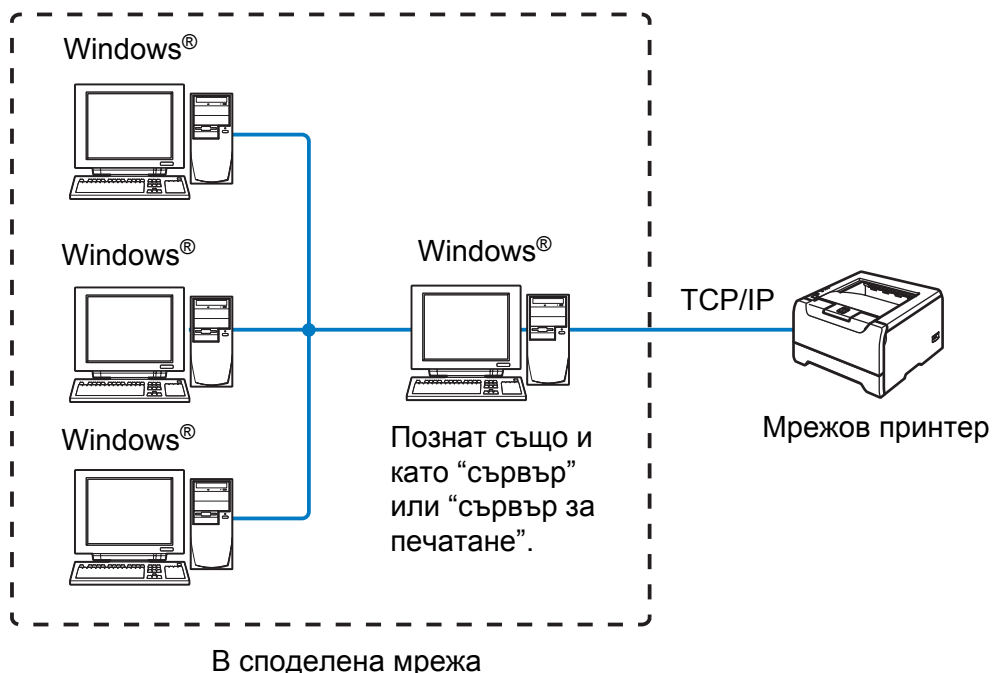 Windows®
Windows®
Windows®
Windows®
Познат също и
като “сървър”
или “сървър за
печатане”.
TCP/IP
Мрежов принтер
В споделена мрежа